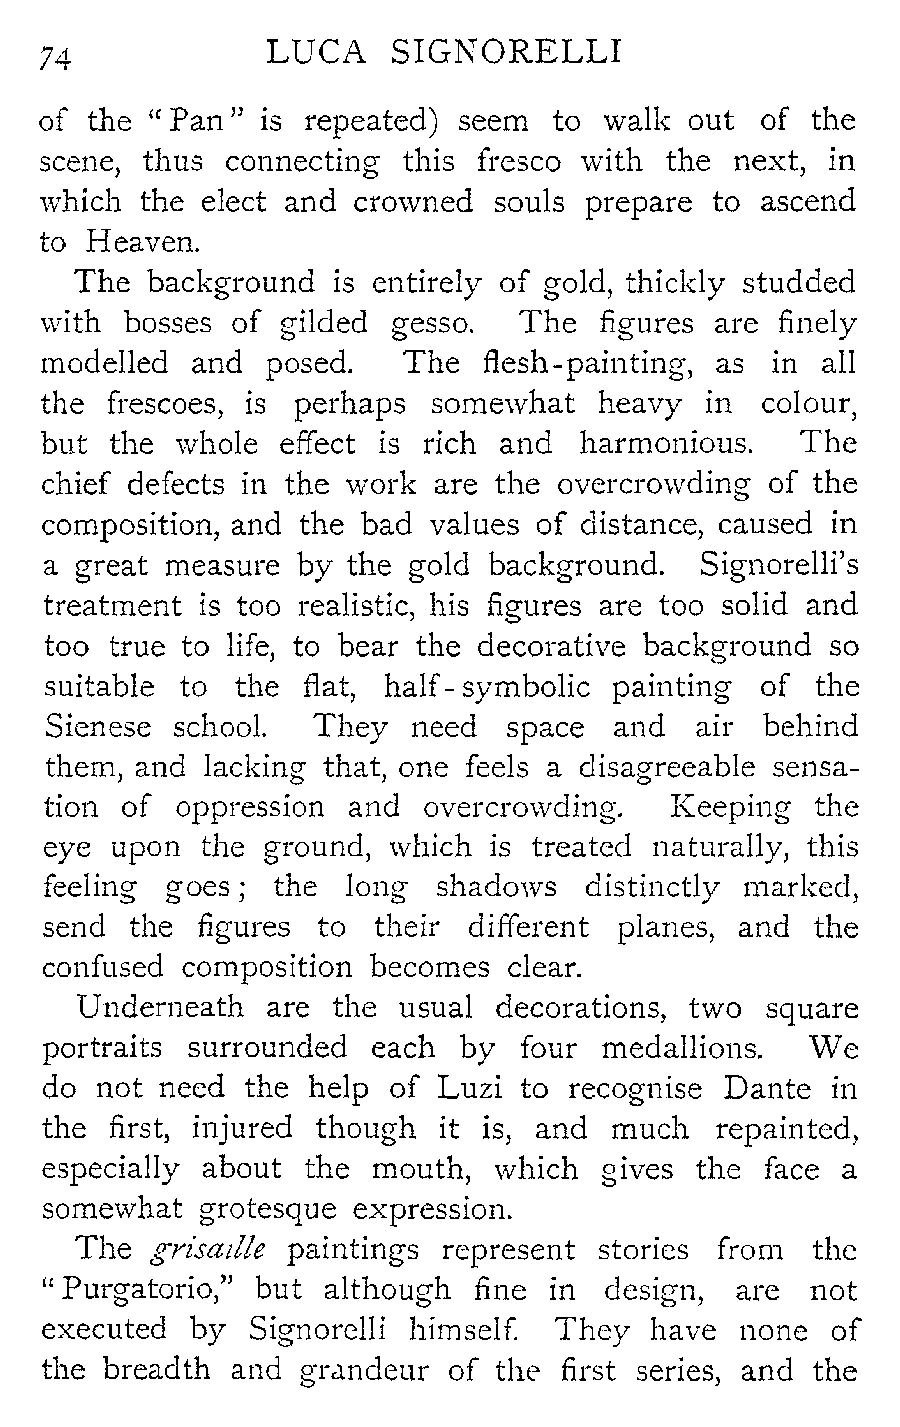 74 LUCA SIGNORELLI
of the “Pan” is repeated) seem to walk out of the
scene, thus connecting this fresco with the next, in
which the elect and crowned souls prepare to ascend
to Heaven.
The background is entirely of gold, thickly studded
with bosses of gilded gesso. The figures are finely
modelled and posed. The flesh-painting, as in all
the frescoes, is perhaps somewhat heavy in colour,
but the whole effect is rich and harmonious. The
chief defects in the work are the overcrowding of the
composition, and the bad values of distance, caused in
a great measure by the gold background. Signorelli’s
treatment is too realistic, his figures are too solid and
too true to life, to bear the decorative background so
suitable to the flat, half-symbolic painting of the
Sienese school. They need space and air behind
them, and lacking that, one feels a disagreeable sensa-
tion of oppression and overcrowding. Keeping the
eye upon the ground, which is treated naturally, this
feeling goes; the long shadows distinctly marked,
send the figures to their different planes, and the
confused composition becomes clear.
Underneath are the usual decorations, two square
portraits surrounded each by four medallions. We
do not need the help of Luzi to recognise Dante in
the first, injured though it is, and much repainted,
especially about the mouth, which gives the face a
somewhat grotesque expression.
The grisaille paintings represent stories from the
“Purgatorio,” but although fine in design, are not
executed by Signorelli himself. They have none of
the breadth and grandeur of the first series, and the